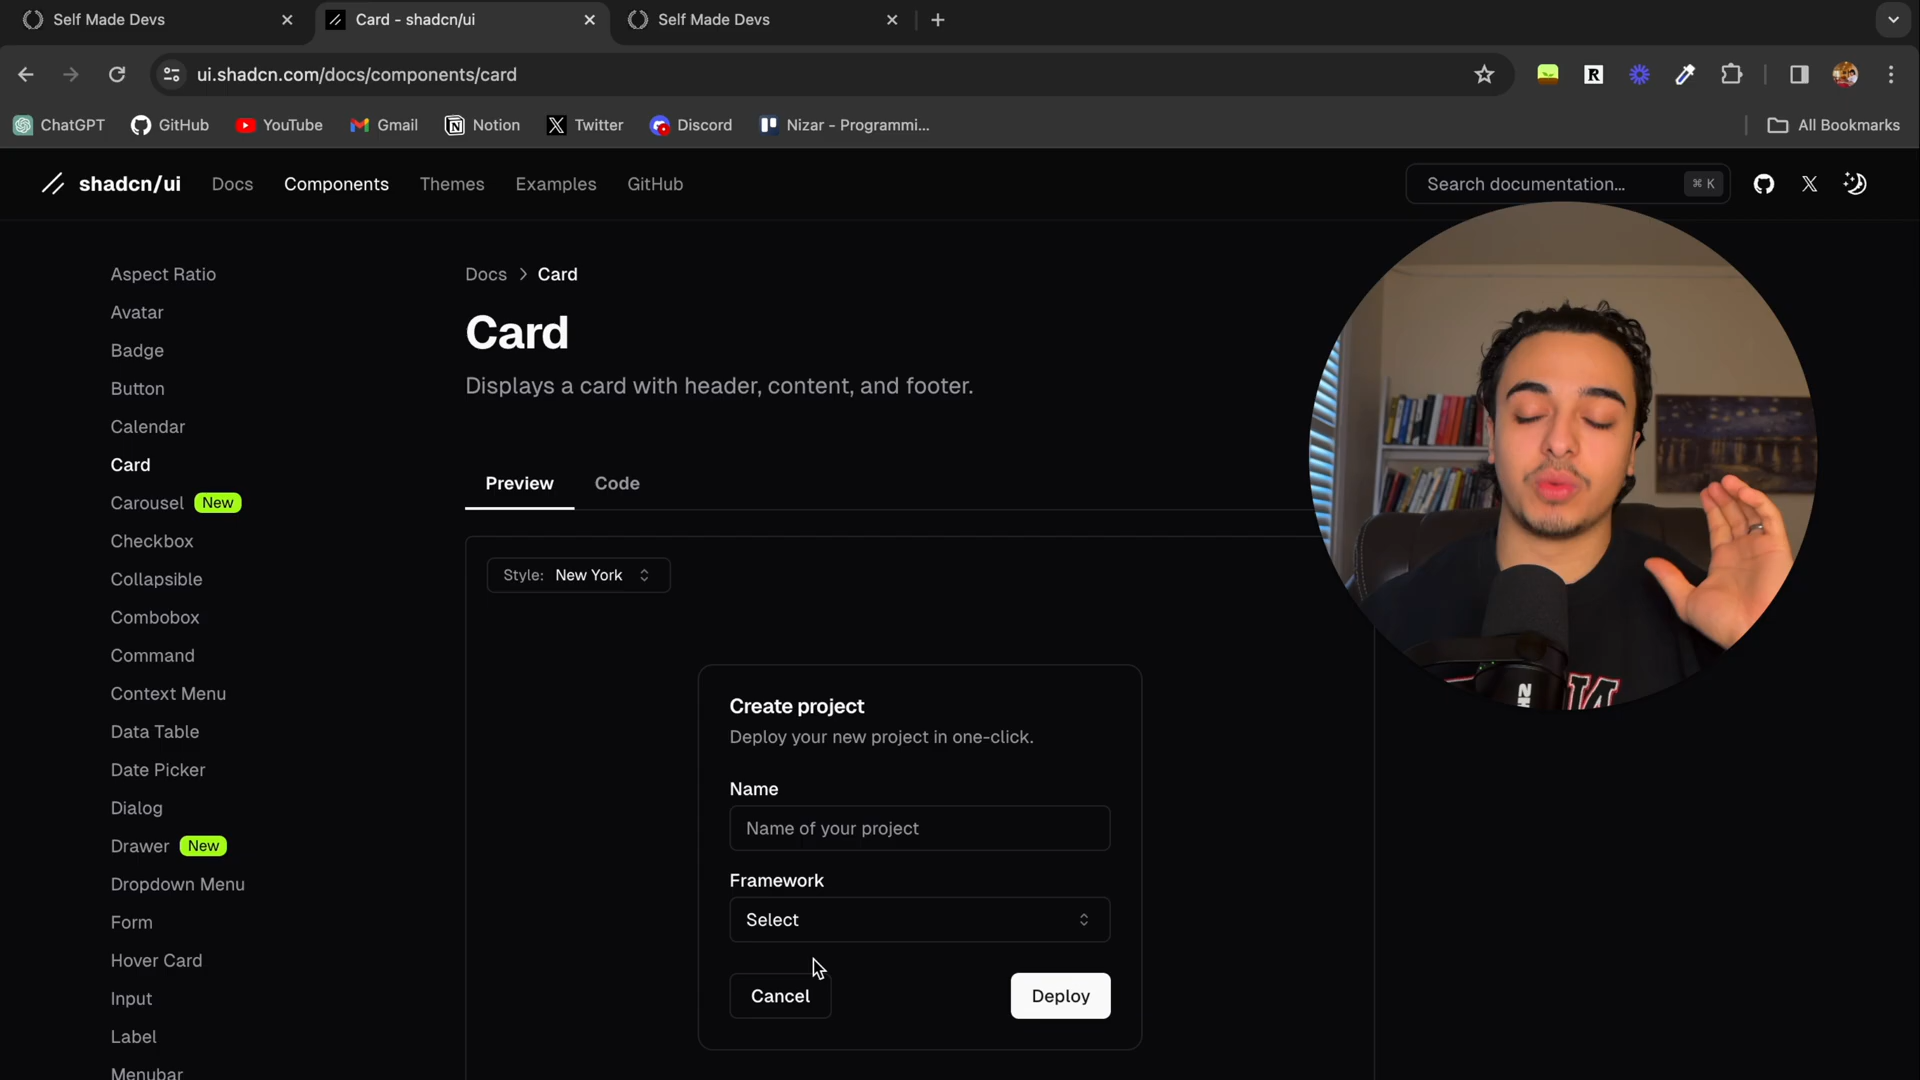 Self Made Devs
Card - shadcn/ui
Self Made Devs
ui.shadcn.com/docs/components/card
ChatGPT
GitHub
YouTube
Gmail
Notion
Twitter
Discord
Nizar - Programmi...
All Bookmarks
shadcn/ui
Docs
Components
Themes
Examples
GitHub
Search documentation...
⌘ K
Aspect Ratio
Avatar
Badge
Button
Calendar
Card
Carousel New
Checkbox
Collapsible
Combobox
Command
Context Menu
Data Table
Date Picker
Dialog
Drawer New
Dropdown Menu
Form
Hover Card
Input
Label
Menubar
Docs > Card
Card
Displays a card with header, content, and footer.
Preview
Code
Style: New York
Create project
Deploy your new project in one-click.
Name
Name of your project
Framework
Select
Cancel
Deploy